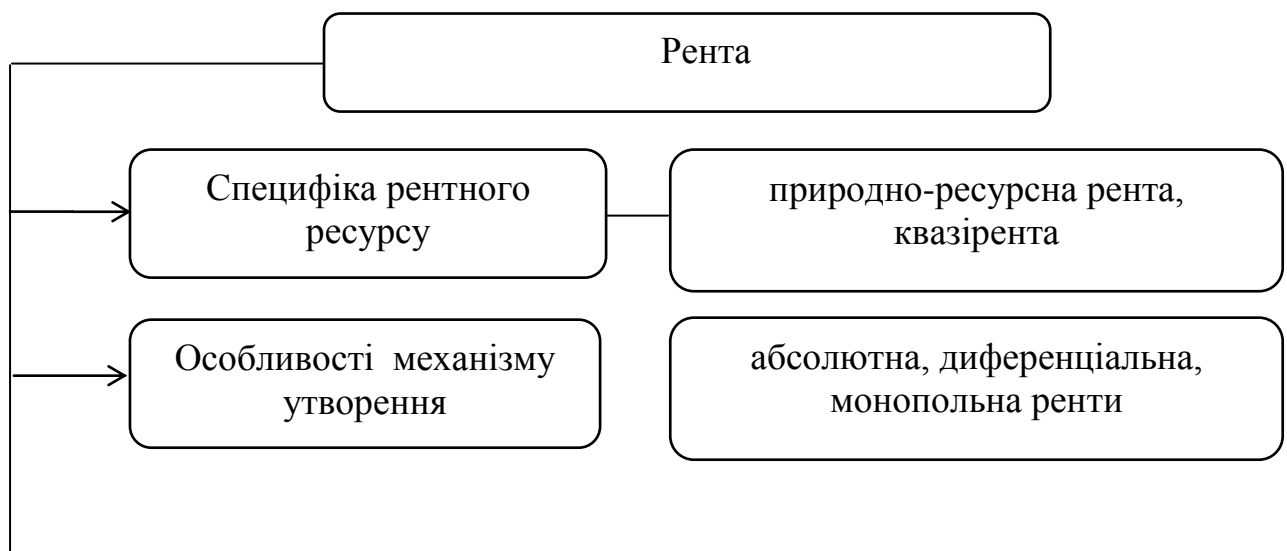 Рента
Специфіка рентного
ресурсу
природно-ресурсна рента,
квазірента
Особливості механізму
утворення
абсолютна, диференціальна,
монопольна ренти